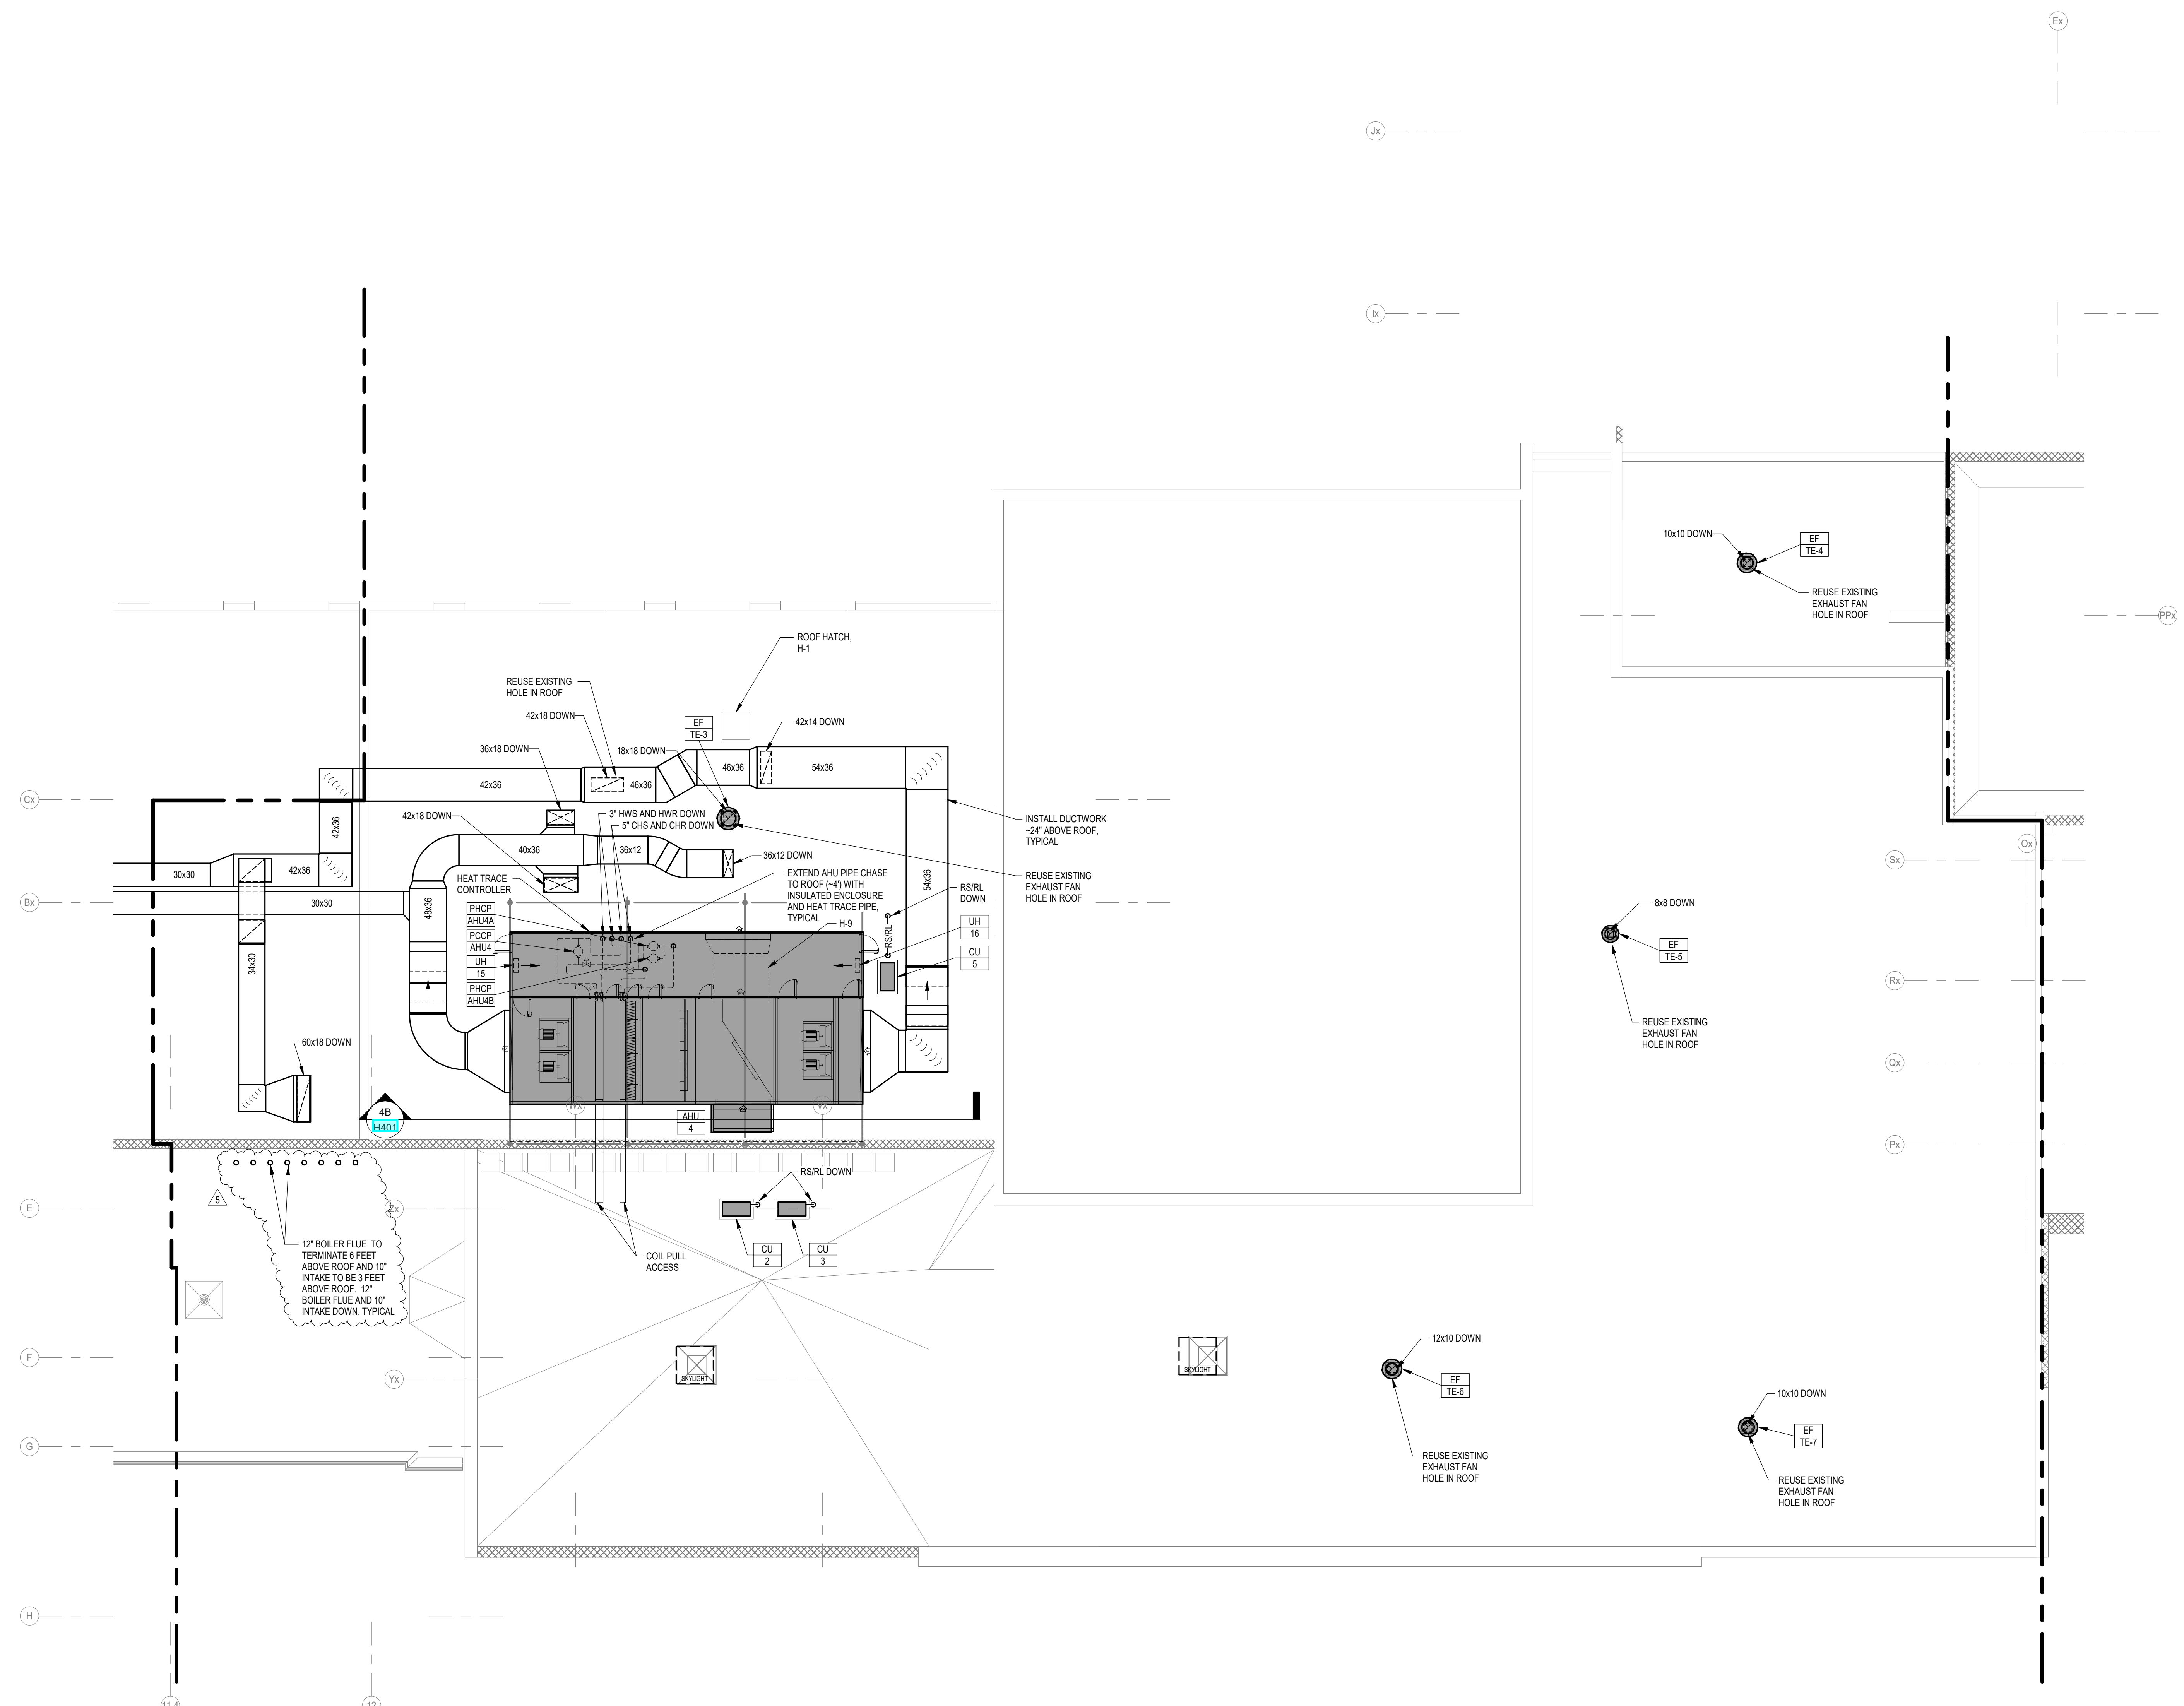 Ex
Jx
Ix
10x10 DOWN
EF
TE-4
REUSE EXISTING
EXHAUST FAN
HOLE IN ROOF
PPx
ROOF HATCH,
H-1
REUSE EXISTING
HOLE IN ROOF
42x18 DOWN
EF
TE-3
42x14 DOWN
36x18 DOWN
18x18 DOWN
42x36
46x36
46x36
54x36
Cx
42x36
42x18 DOWN
3" HWS AND HWR DOWN
5" CHS AND CHR DOWN
INSTALL DUCTWORK
~24" ABOVE ROOF,
TYPICAL
40x36
36x12
36x12 DOWN
Ox
Sx
30x30
42x36
HEAT TRACE
CONTROLLER
EXTEND AHU PIPE CHASE
TO ROOF (~4') WITH
INSULATED ENCLOSURE
AND HEAT TRACE PIPE,
TYPICAL
54x36
RS/RL
DOWN
REUSE EXISTING
EXHAUST FAN
HOLE IN ROOF
Bx
30x30
48x36
PHCP
AHU4A
H-9
UH
16
8x8 DOWN
PCCP
AHU4
RS/RL
EF
TE-5
34x30
UH
15
CU
5
PHCP
AHU4B
Rx
REUSE EXISTING
EXHAUST FAN
HOLE IN ROOF
60x18 DOWN
Qx
4B
H401
Wx
Vx
AHU
4
Px
RS/RL DOWN
5
E
Zx
12" BOILER FLUE TO
TERMINATE 6 FEET
ABOVE ROOF AND 10"
INTAKE TO BE 3 FEET
ABOVE ROOF. 12"
BOILER FLUE AND 10"
INTAKE DOWN, TYPICAL
COIL PULL
ACCESS
CU
2
CU
3
F
Yx
SKYLIGHT
SKYLIGHT
12x10 DOWN
EF
TE-6
10x10 DOWN
EF
TE-7
G
REUSE EXISTING
EXHAUST FAN
HOLE IN ROOF
REUSE EXISTING
EXHAUST FAN
HOLE IN ROOF
H
11.4
12